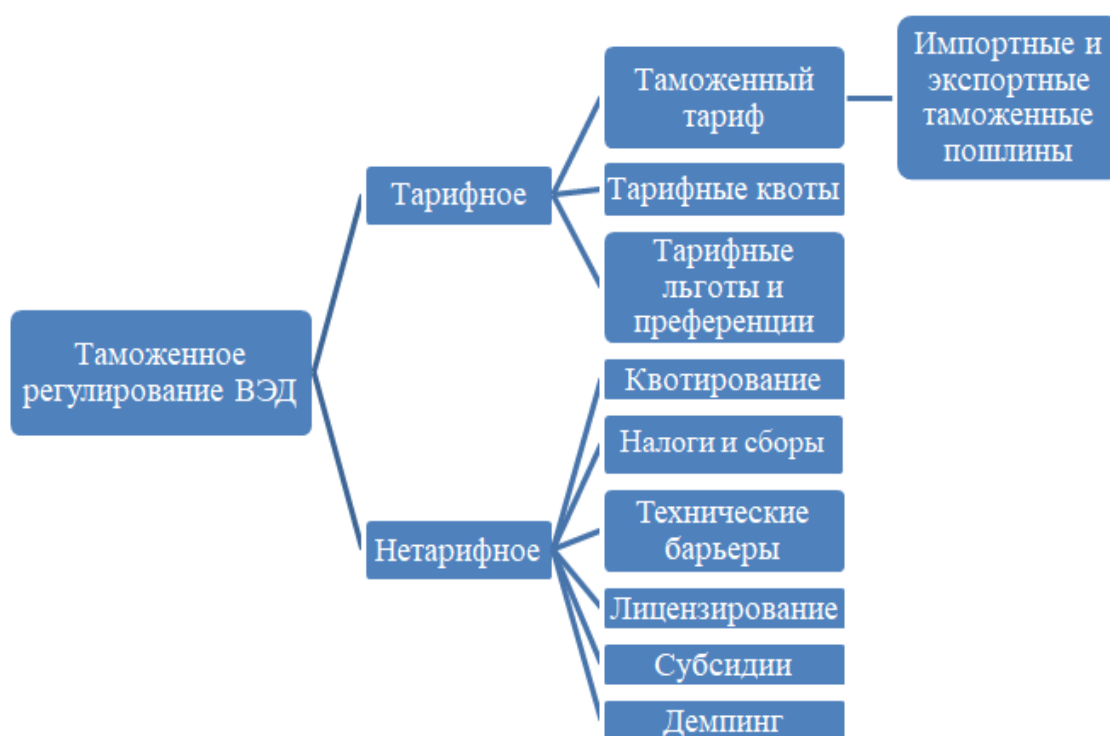 Таможенное
регулирование ВЭД
Тарифное
Таможенный
тариф
Импортные и
экспортные
таможенные
пошлины
Тарифные квоты
Тарифные
льготы и
преференции
Нетарифное
Квотирование
Налоги и сборы
Технические
барьеры
Лицензирование
Субсидии
Демпинг